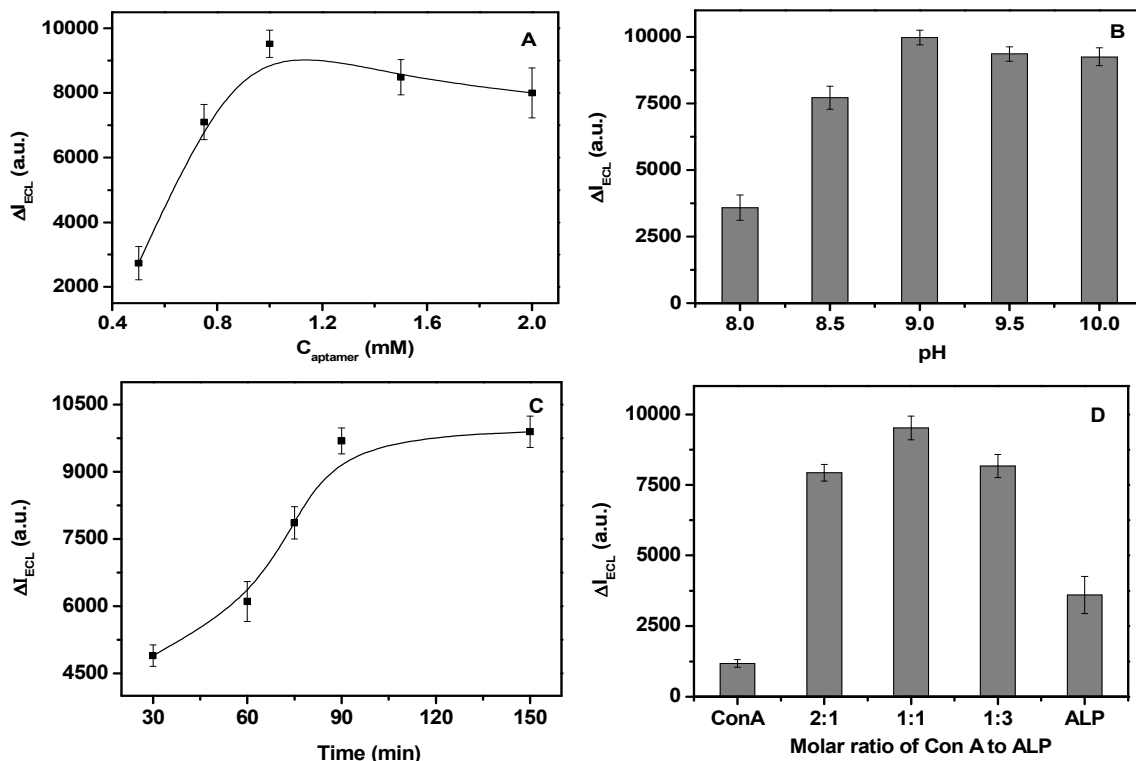 A
10000
8000
6000
4000
2000
ΔI_ECL (a.u.)
0.4 0.8 1.2 1.6 2.0
C_aptamer (mM)
B
10000
7500
5000
2500
0
ΔI_ECL (a.u.)
8.0 8.5 9.0 9.5 10.0
pH
C
10500
9000
7500
6000
4500
ΔI_ECL (a.u.)
30 60 90 120 150
Time (min)
D
10000
7500
5000
2500
0
ΔI_ECL (a.u.)
ConA 2:1 1:1 1:3 ALP
Molar ratio of Con A to ALP